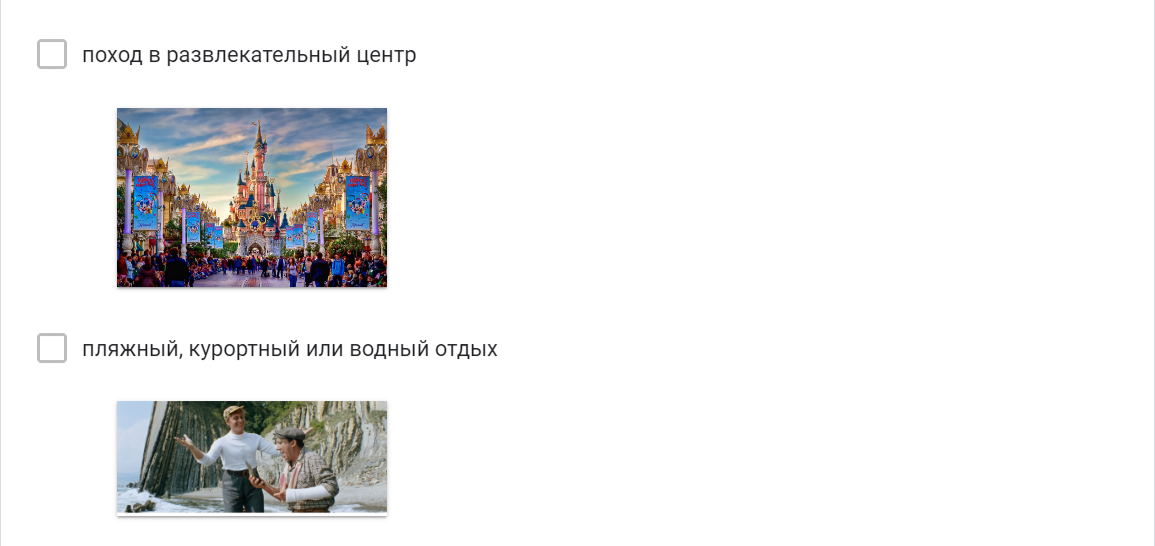 поход в развлекательный центр
пляжный, курортный или водный отдых